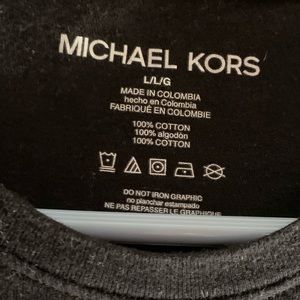 MICHAEL KORS
L/L/G
MADE IN COLOMBIA
hecho en Colombia
FABRIQUÉ EN COLOMBIE
100% COTTON
100% algodón
100% COTTON
DO NOT IRON GRAPHIC
no planchar estampado
NE PAS REPASSER LE GRAPHIQUE